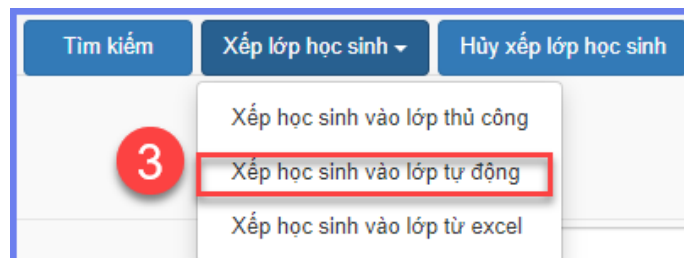 Tìm kiếm
Xếp lớp học sinh
Hủy xếp lớp học sinh
Xếp học sinh vào lớp thủ công
3
Xếp học sinh vào lớp tự động
Xếp học sinh vào lớp từ excel